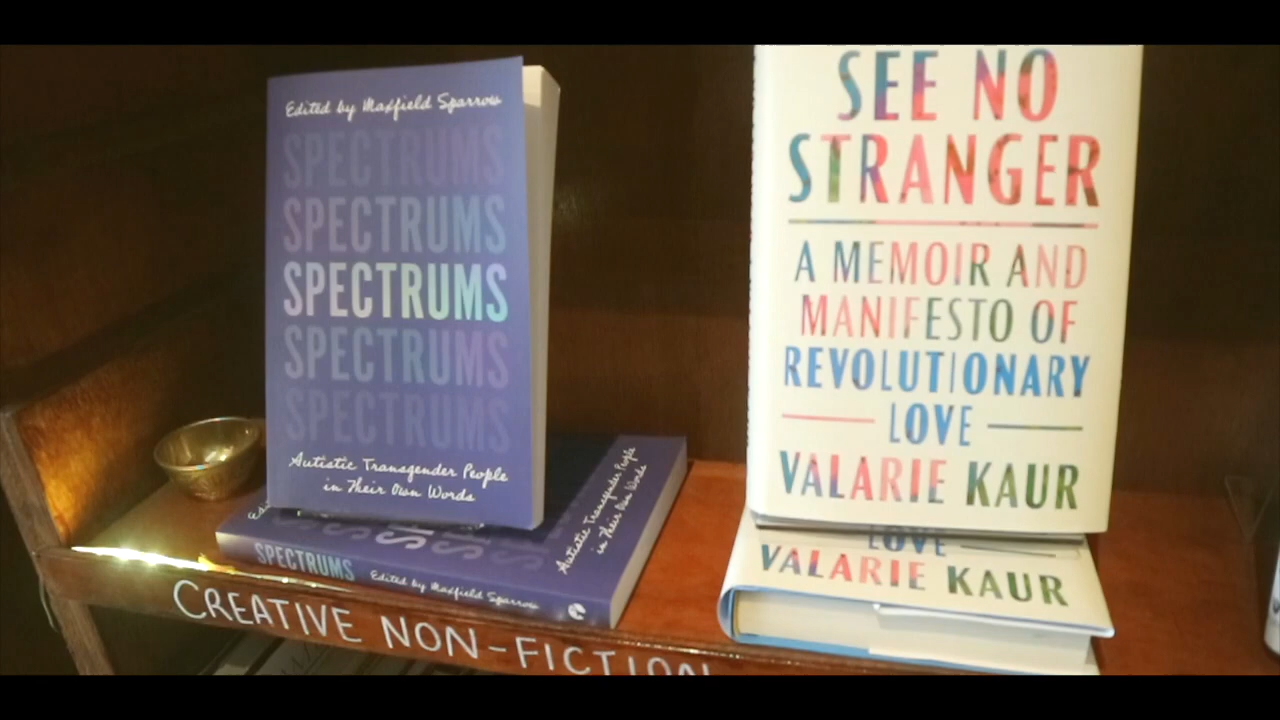 Edited by Maxfield Sparrow
SPECTRUMS
SPECTRUMS
SPECTRUMS
SPECTRUMS
SPECTRUMS
Autistic Transgender People
in Their Own Words
Autistic Transgender People
in Their Own Words
SPECTRUMS Edited by Maxfield Sparrow
SEE NO
STRANGER
A MEMOIR AND
MANIFESTO OF
REVOLUTIONARY
LOVE
VALARIE KAUR
LOVE
VALARIE KAUR
CREATIVE NON-FICTION